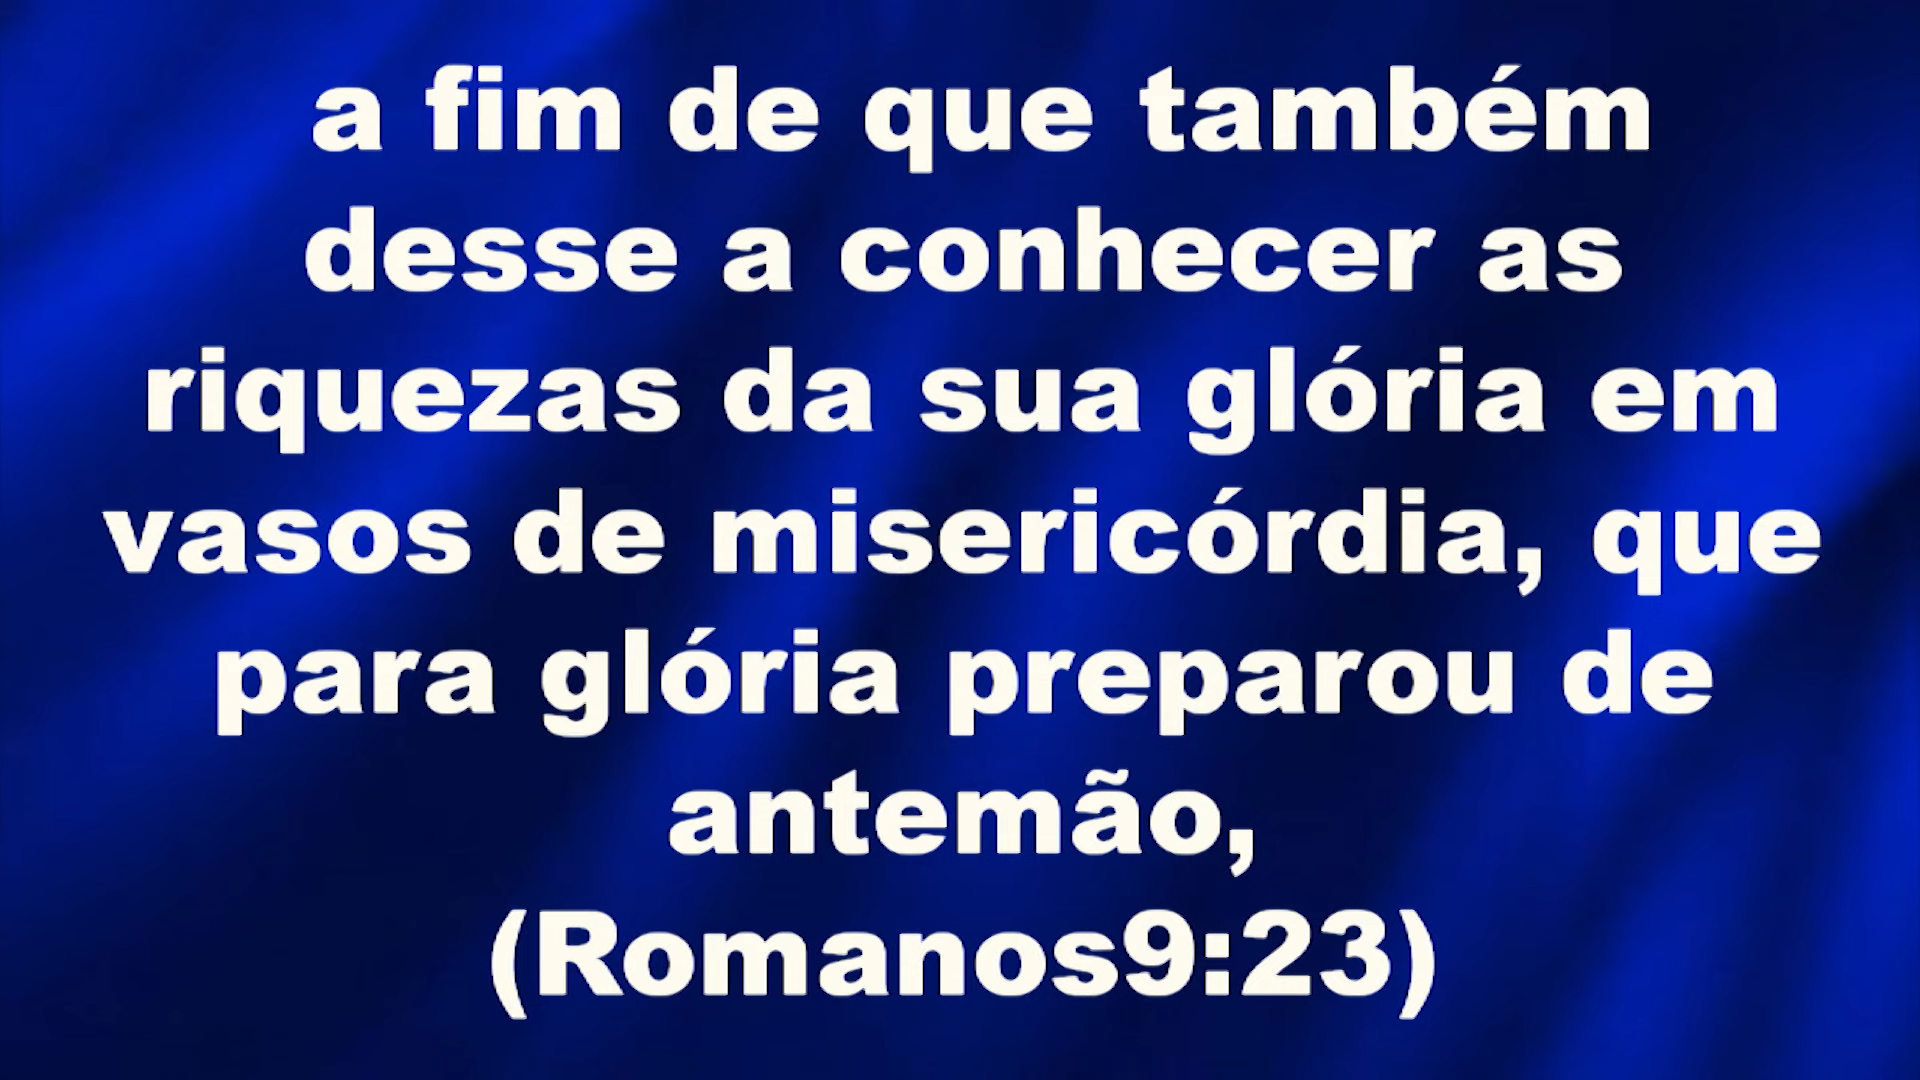 a fim de que também
desse a conhecer as
riquezas da sua glória em
vasos de misericórdia, que
para glória preparou de
antemão,
(Romanos9:23)